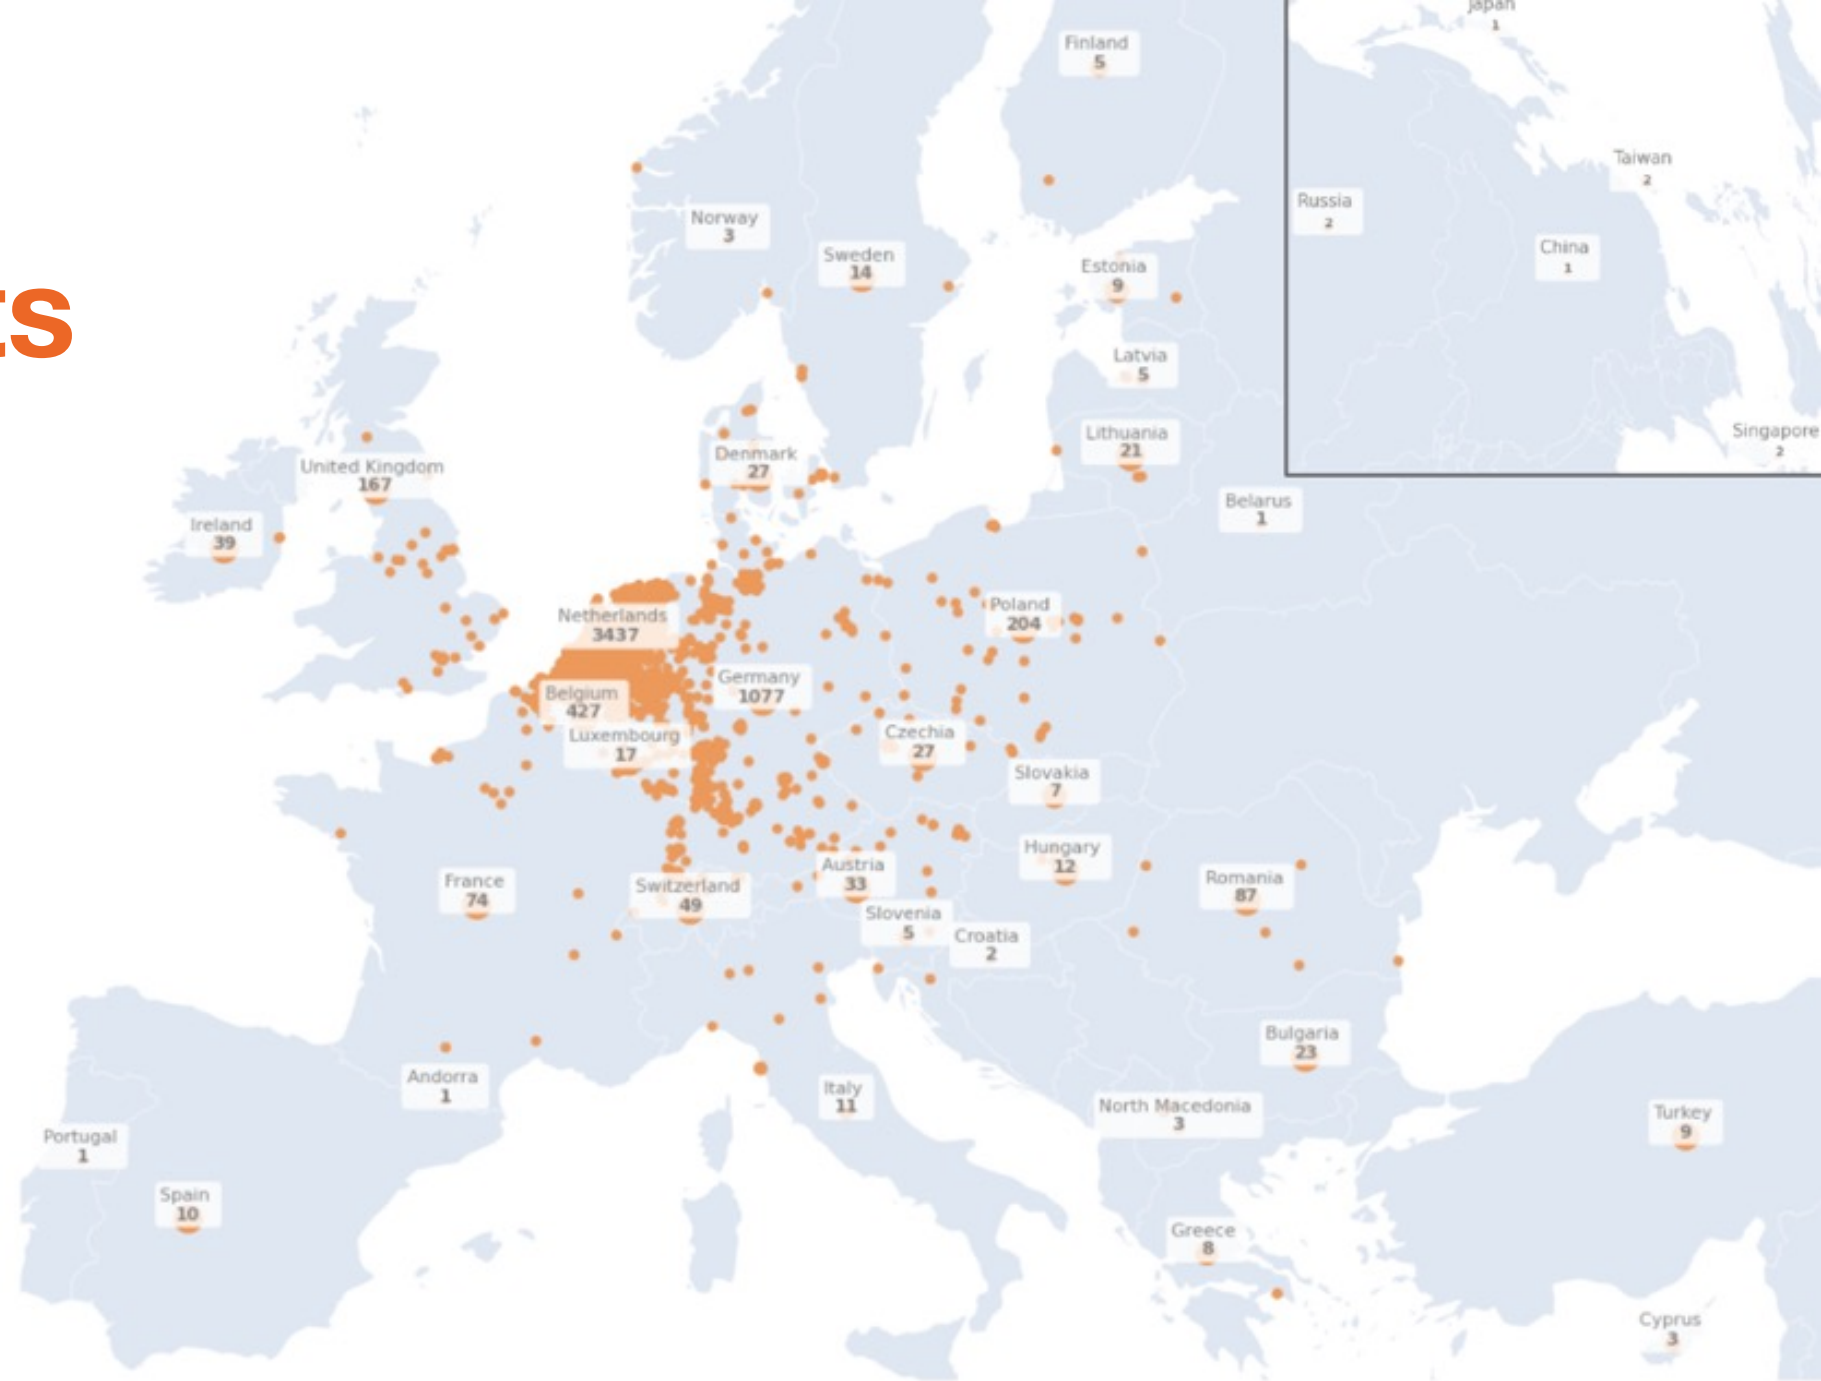 ts
Finland
5
Norway
3
Sweden
14
Estonia
9
Latvia
5
Lithuania
21
Denmark
27
United Kingdom
167
Ireland
39
Belarus
1
Netherlands
3437
Poland
204
Belgium
427
Germany
1077
Luxembourg
17
Czechia
27
Slovakia
7
Hungary
12
France
74
Switzerland
49
Austria
33
Slovenia
5
Croatia
2
Romania
87
Bulgaria
23
Andorra
1
Italy
11
North Macedonia
3
Turkey
9
Portugal
1
Spain
10
Greece
8
Cyprus
3
Japan
1
Taiwan
2
Russia
2
China
1
Singapore
2